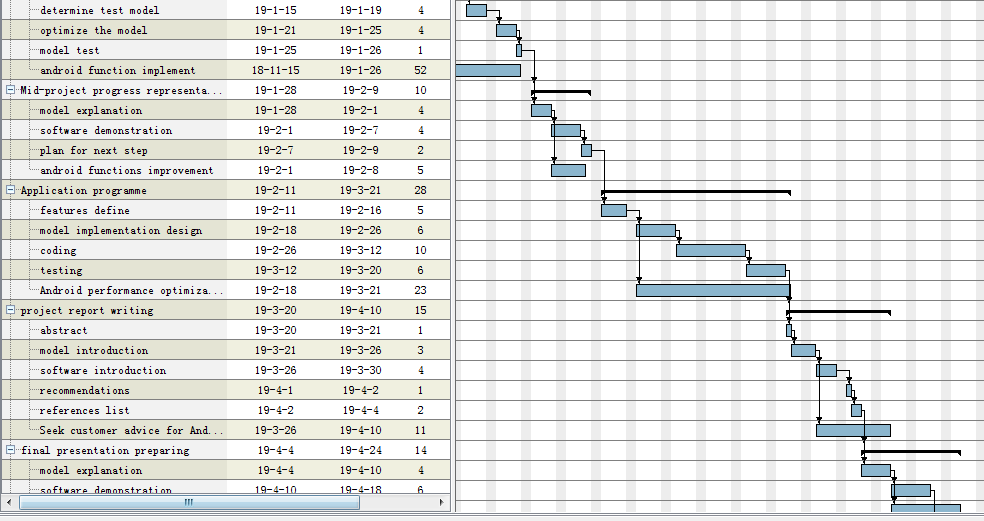 determine test model 19-1-15 19-1-19 4
optimize the model 19-1-21 19-1-25 4
model test 19-1-25 19-1-26 1
android function implement 18-11-15 19-1-26 52
Mid-project progress representa... 19-1-28 19-2-9 10
model explanation 19-1-28 19-2-1 4
software demonstration 19-2-1 19-2-7 4
plan for next step 19-2-7 19-2-9 2
android functions improvement 19-2-1 19-2-8 5
Application programme 19-2-11 19-3-21 28
features define 19-2-11 19-2-16 5
model implementation design 19-2-18 19-2-26 6
coding 19-2-26 19-3-12 10
testing 19-3-12 19-3-20 6
Android performance optimiza... 19-2-18 19-3-21 23
project report writing 19-3-20 19-4-10 15
abstract 19-3-20 19-3-21 1
model introduction 19-3-21 19-3-26 3
software introduction 19-3-26 19-3-30 4
recommendations 19-4-1 19-4-2 1
references list 19-4-2 19-4-4 2
Seek customer advice for And... 19-3-26 19-4-10 11
final presentation preparing 19-4-4 19-4-24 14
model explanation 19-4-4 19-4-10 4
software demonstration 19-4-10 19-4-18 6